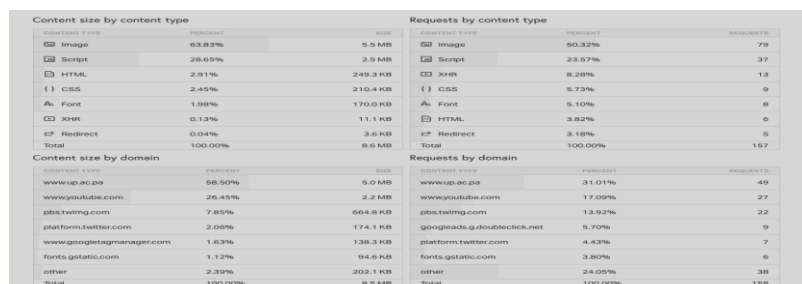 Content size by content type
CONTENT TYPE PERCENT SIZE
Image 63.83% 5.5 MB
Script 28.65% 2.5 MB
HTML 2.91% 249.3 KB
{ } CSS 2.45% 210.4 KB
Font 1.98% 170.0 KB
XHR 0.13% 11.1 KB
Redirect 0.04% 3.6 KB
Total 100.00% 8.6 MB
Requests by content type
CONTENT TYPE PERCENT REQUESTS
Image 50.32% 79
Script 23.57% 37
XHR 8.28% 13
{ } CSS 5.73% 9
Font 5.10% 8
HTML 3.82% 6
Redirect 3.18% 5
Total 100.00% 157
Content size by domain
CONTENT TYPE PERCENT SIZE
www.up.ac.pa 58.50% 5.0 MB
www.youtube.com 26.45% 2.2 MB
pbs.twimg.com 7.85% 664.8 KB
platform.twitter.com 2.06% 174.1 KB
www.googletagmanager.com 1.63% 138.3 KB
fonts.gstatic.com 1.12% 94.6 KB
other 2.39% 202.1 KB
Total 100.00% 8.5 MB
Requests by domain
CONTENT TYPE PERCENT REQUESTS
www.up.ac.pa 31.01% 49
www.youtube.com 17.09% 27
pbs.twimg.com 13.92% 22
googleads.g.doubleclick.net 5.70% 9
platform.twitter.com 4.43% 7
fonts.gstatic.com 3.80% 6
other 24.05% 38
Total 100.00% 158